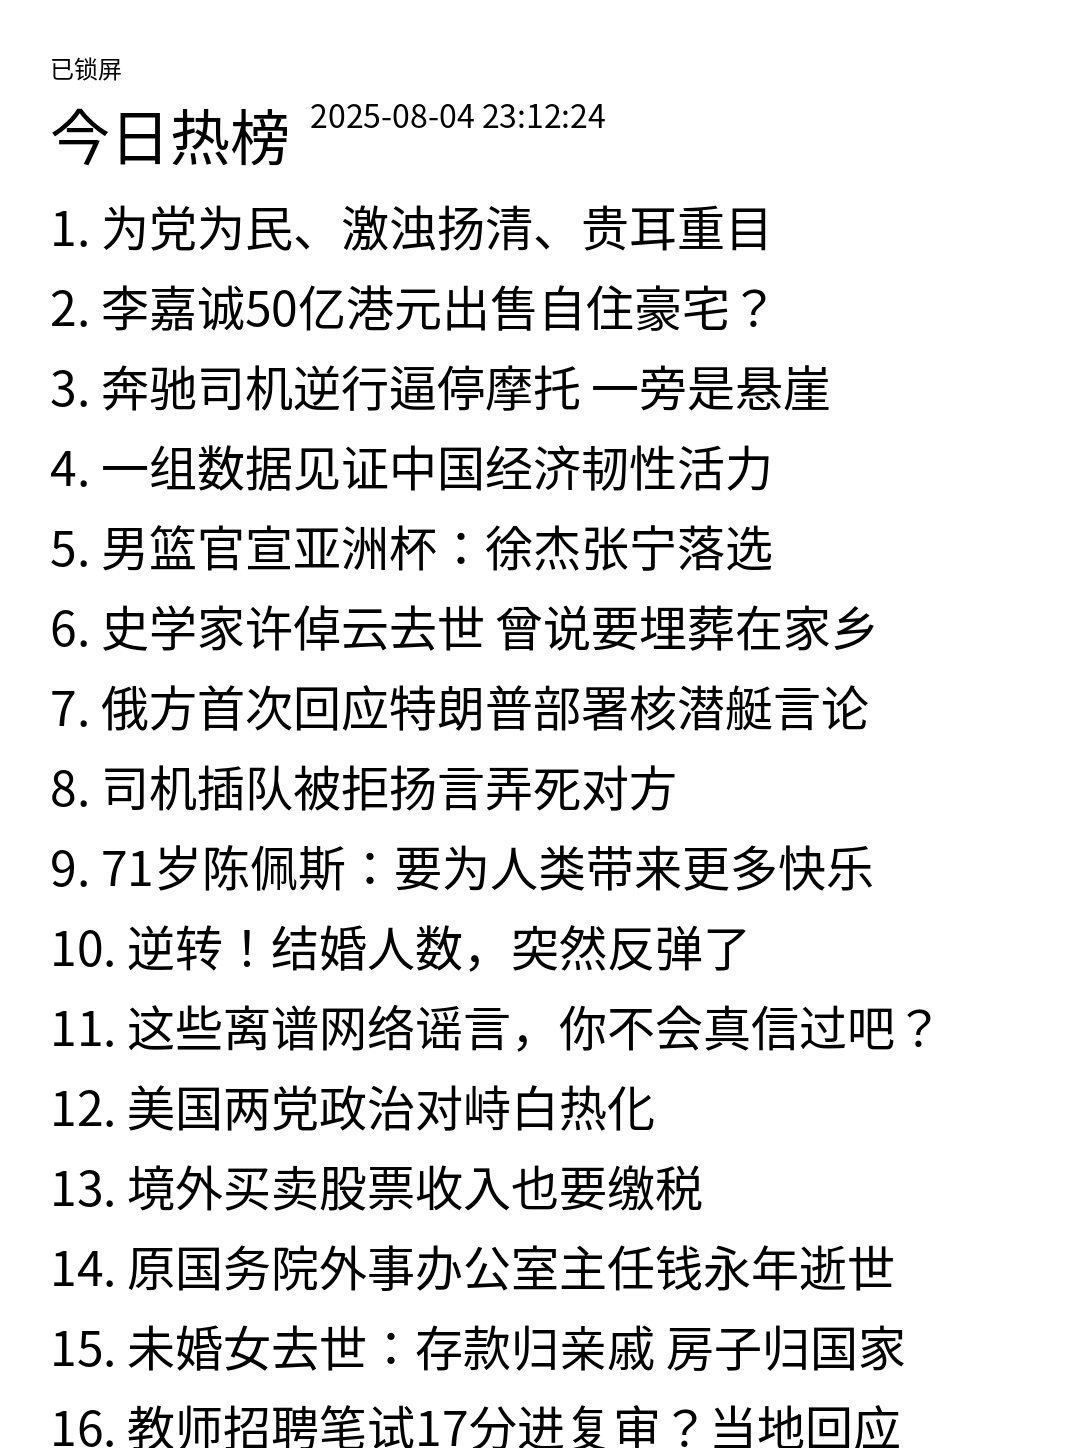 已锁屏
今日热榜 2025-08-04 23:12:24
1. 为党为民、激浊扬清、贵耳重目
2. 李嘉诚50亿港元出售自住豪宅？
3. 奔驰司机逆行逼停摩托 一旁是悬崖
4. 一组数据见证中国经济韧性活力
5. 男篮官宣亚洲杯：徐杰张宁落选
6. 史学家许倬云去世 曾说要埋葬在家乡
7. 俄方首次回应特朗普部署核潜艇言论
8. 司机插队被拒扬言弄死对方
9. 71岁陈佩斯：要为人类带来更多快乐
10. 逆转！结婚人数，突然反弹了
11. 这些离谱网络谣言，你不会真信过吧？
12. 美国两党政治对峙白热化
13. 境外买卖股票收入也要缴税
14. 原国务院外事办公室主任钱永年逝世
15. 未婚女去世：存款归亲戚 房子归国家
16. 教师招聘笔试17分进复审？当地回应